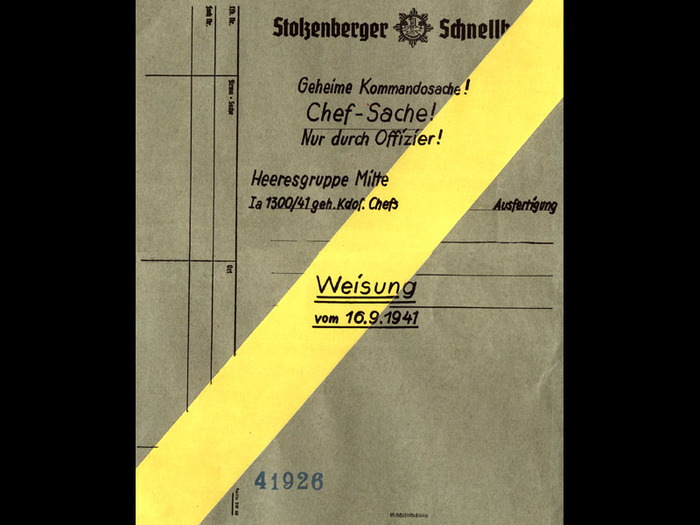 Stolzenberger Schnellh
Geheime Kommandosache!
Chef-Sache!
Nur durch Offizier!
Heeresgruppe Mitte
Ia 1300/41 geh. Kdos. Chefs
Ausfertigung
Weisung
vom 16.9.1941
41926
Ort